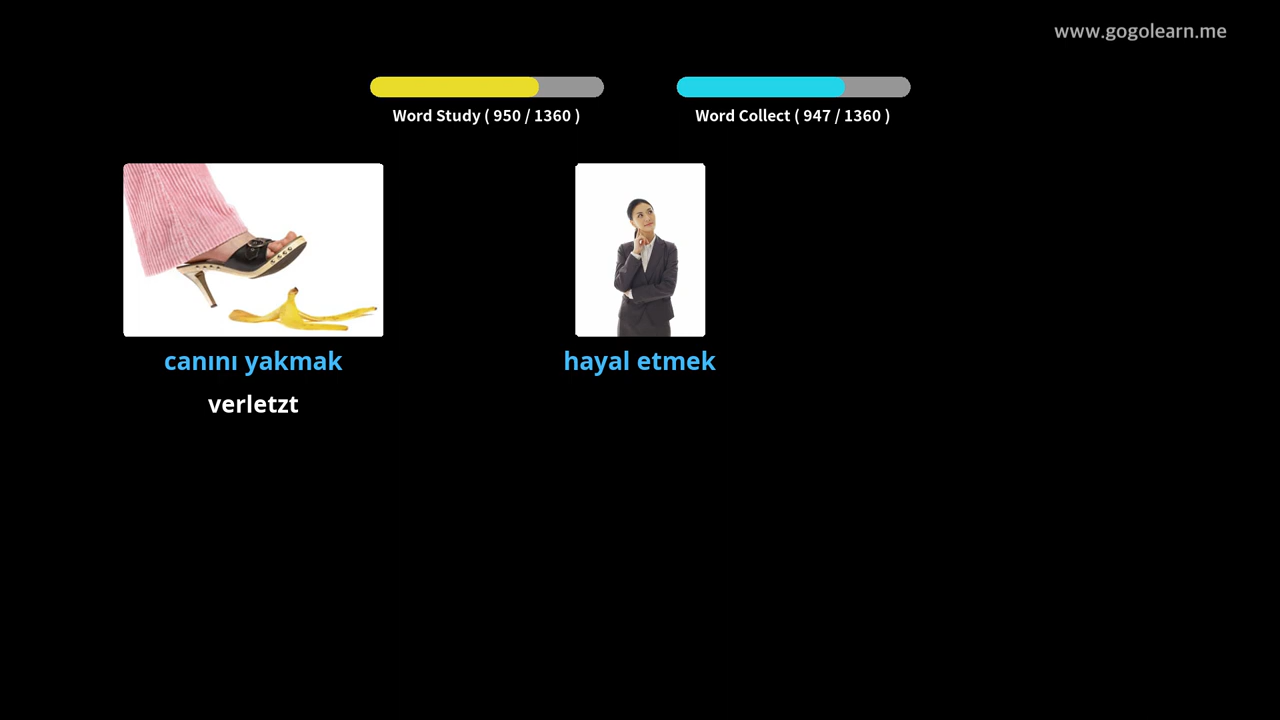 www.gogolearn.me
Word Study ( 950 / 1360 )
Word Collect ( 947 / 1360 )
canını yakmak
hayal etmek
verletzt